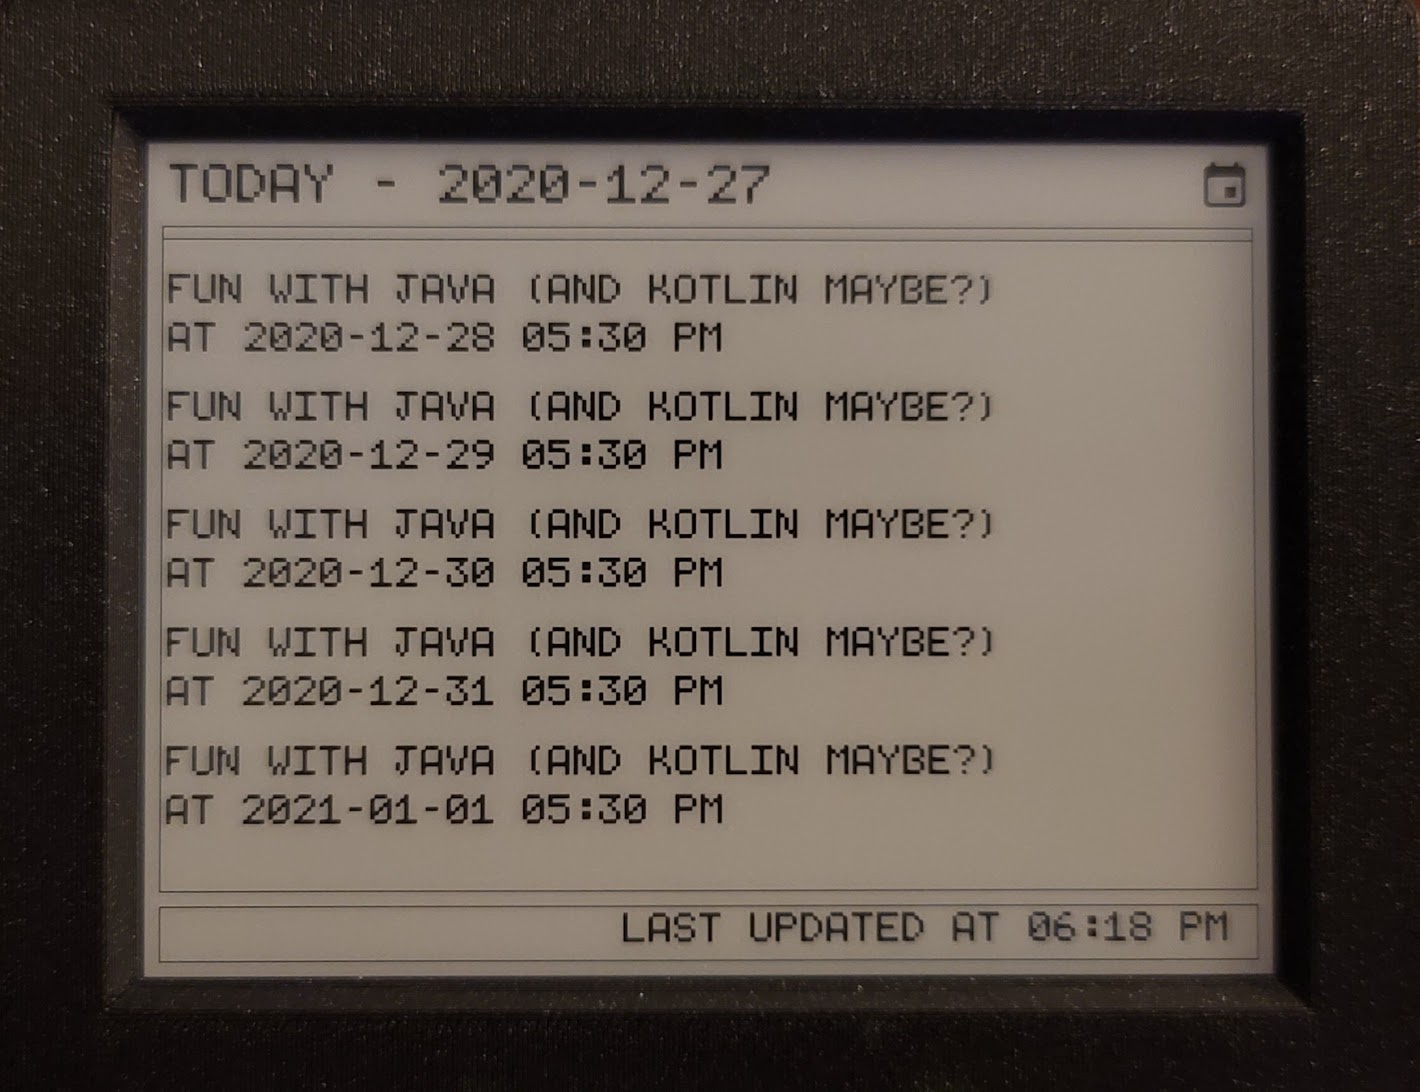 TODAY - 2020-12-27
FUN WITH JAVA (AND KOTLIN MAYBE?)
AT 2020-12-28 05:30 PM
FUN WITH JAVA (AND KOTLIN MAYBE?)
AT 2020-12-29 05:30 PM
FUN WITH JAVA (AND KOTLIN MAYBE?)
AT 2020-12-30 05:30 PM
FUN WITH JAVA (AND KOTLIN MAYBE?)
AT 2020-12-31 05:30 PM
FUN WITH JAVA (AND KOTLIN MAYBE?)
AT 2021-01-01 05:30 PM
LAST UPDATED AT 06:18 PM